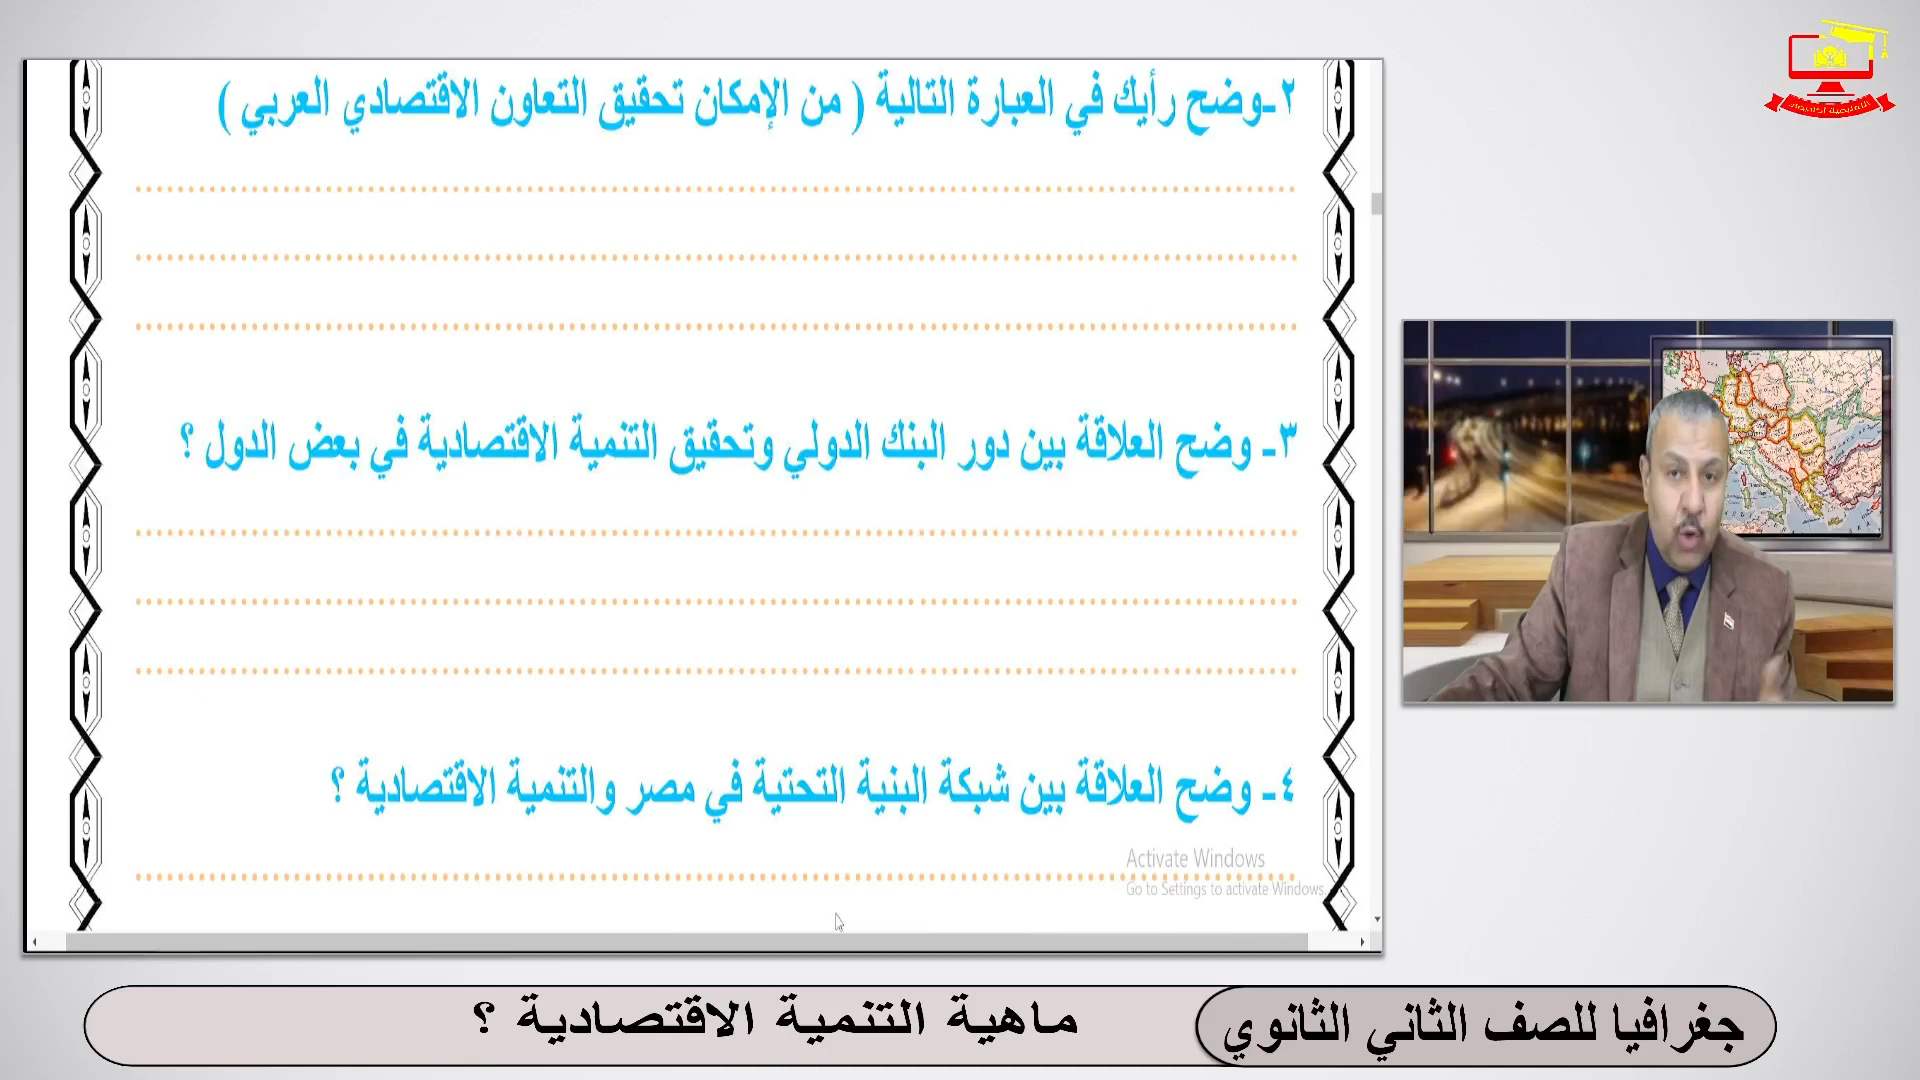 ٢-وضح رأيك في العبارة التالية ( من الإمكان تحقيق التعاون الاقتصادي العربي )
٣- وضح العلاقة بين دور البنك الدولي وتحقيق التنمية الاقتصادية في بعض الدول ؟
٤- وضح العلاقة بين شبكة البنية التحتية في مصر والتنمية الاقتصادية ؟
Activate Windows
Go to Settings to activate Windows.
جغرافيا للصف الثاني الثانوي
ماهية التنمية الاقتصادية ؟